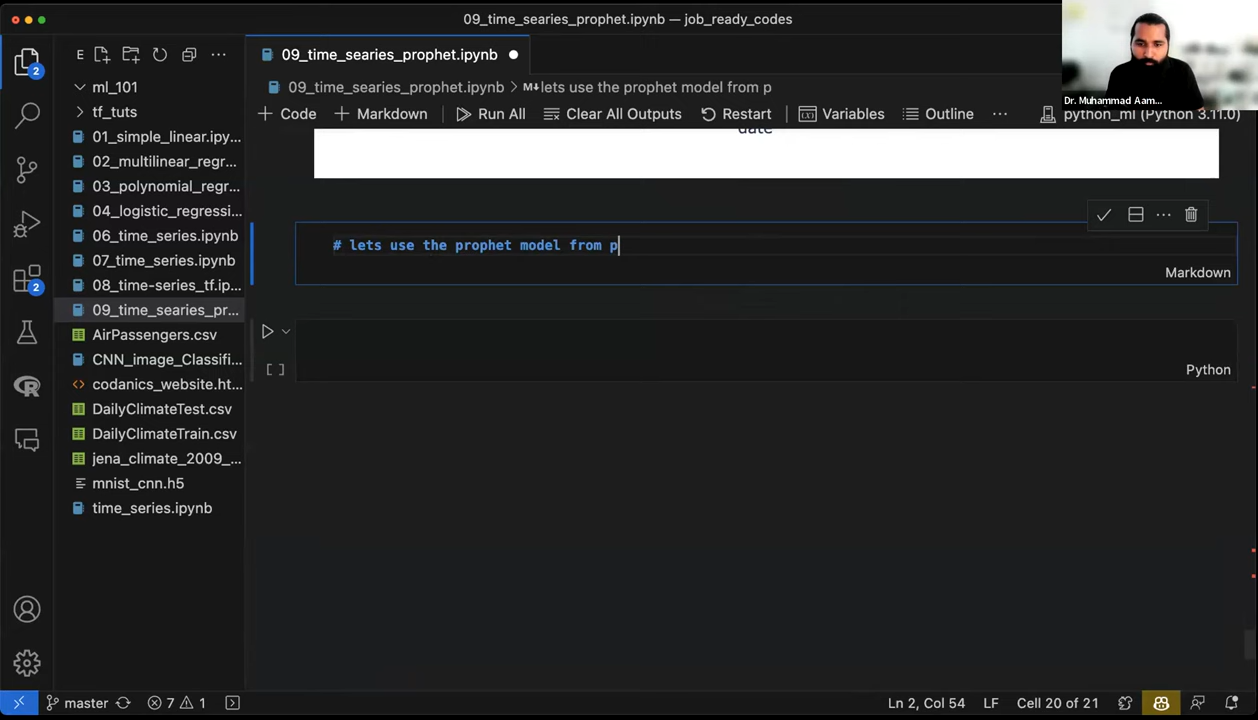 09_time_searies_prophet.ipynb — job_ready_codes
E
09_time_searies_prophet.ipynb
09_time_searies_prophet.ipynb > M↓ lets use the prophet model from p
+ Code + Markdown Run All Clear All Outputs Restart Variables Outline ...
python_ml (Python 3.11.0)
Dr. Muhammad Aam...
2
ml_101
tf_tuts
01_simple_linear.ipy...
02_multilinear_regr...
03_polynomial_regr...
04_logistic_regressi...
06_time_series.ipynb
07_time_series.ipynb
08_time-series_tf.ip...
09_time_searies_pr...
AirPassengers.csv
CNN_image_Classifi...
codanics_website.ht...
DailyClimateTest.csv
DailyClimateTrain.csv
jena_climate_2009_...
mnist_cnn.h5
time_series.ipynb
2
R
date
# lets use the prophet model from p
Markdown
[ ]
Python
master 7 1
Ln 2, Col 54 LF Cell 20 of 21